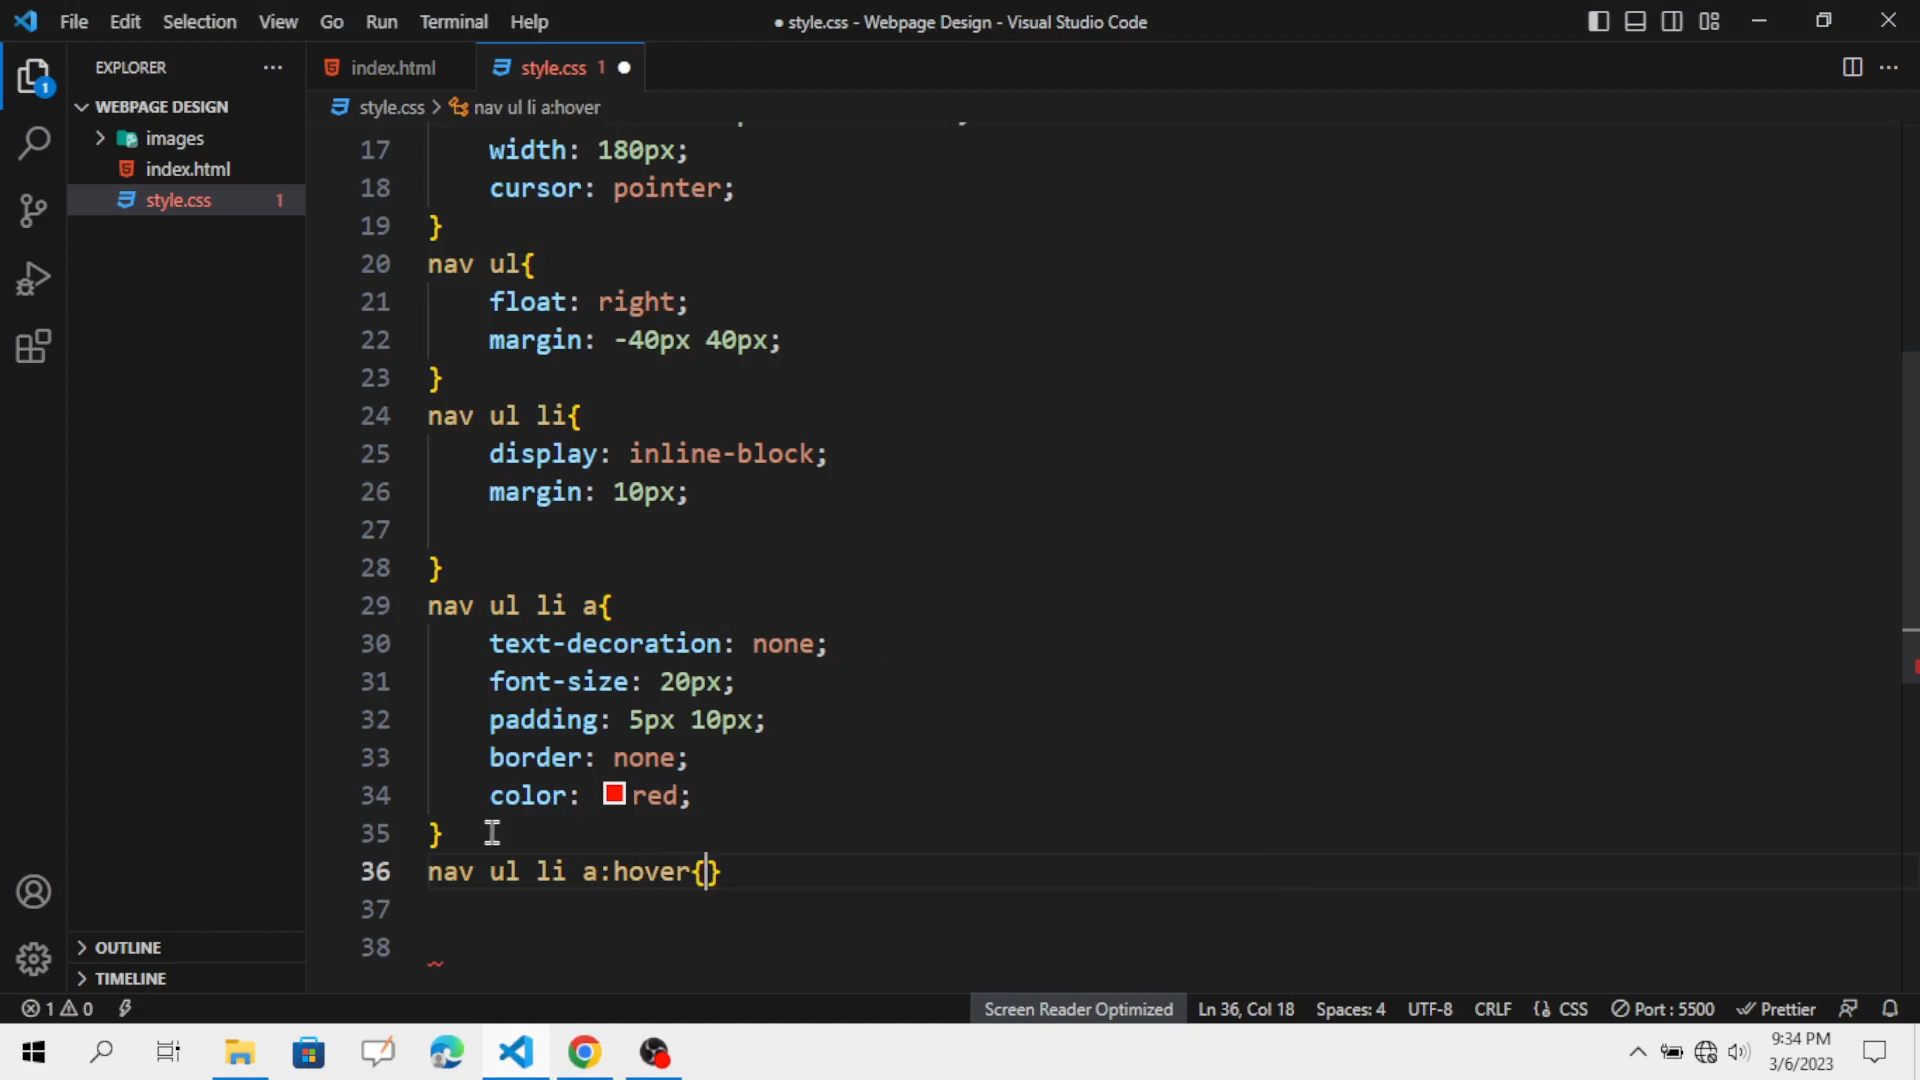 File Edit Selection View Go Run Terminal Help
● style.css - Webpage Design - Visual Studio Code
EXPLORER
WEBPAGE DESIGN
images
index.html
style.css 1
OUTLINE
TIMELINE
1
index.html
style.css 1
style.css > nav ul li a:hover
17 width: 180px;
18 cursor: pointer;
19 }
20 nav ul{
21 float: right;
22 margin: -40px 40px;
23 }
24 nav ul li{
25 display: inline-block;
26 margin: 10px;
27
28 }
29 nav ul li a{
30 text-decoration: none;
31 font-size: 20px;
32 padding: 5px 10px;
33 border: none;
34 color: red;
35 }
36 nav ul li a:hover{}
37
38
1 0
Screen Reader Optimized Ln 36, Col 18 Spaces: 4 UTF-8 CRLF {} CSS Port : 5500 Prettier
9:34 PM
3/6/2023